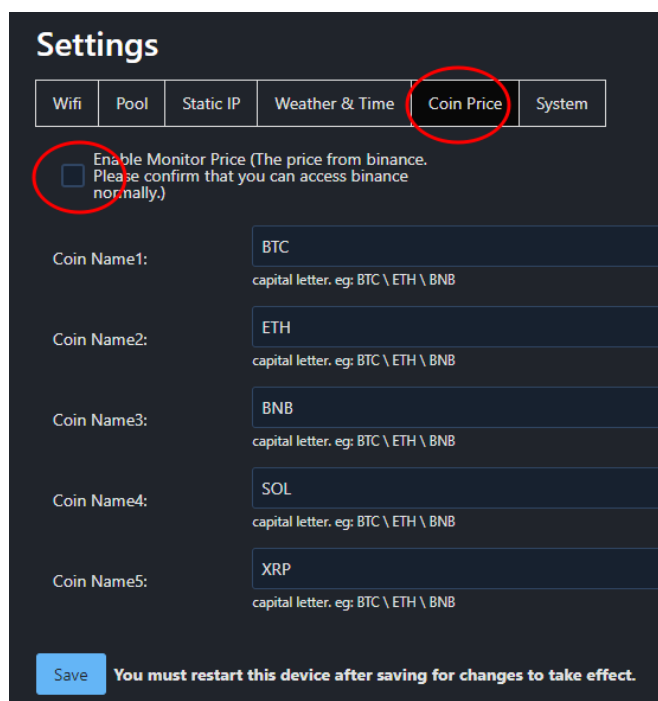 Settings
Wifi Pool Static IP Weather & Time Coin Price System
Enable Monitor Price (The price from binance.
Please confirm that you can access binance
normally.)
Coin Name1: BTC
capital letter. eg: BTC \ ETH \ BNB
Coin Name2: ETH
capital letter. eg: BTC \ ETH \ BNB
Coin Name3: BNB
capital letter. eg: BTC \ ETH \ BNB
Coin Name4: SOL
capital letter. eg: BTC \ ETH \ BNB
Coin Name5: XRP
capital letter. eg: BTC \ ETH \ BNB
Save You must restart this device after saving for changes to take effect.